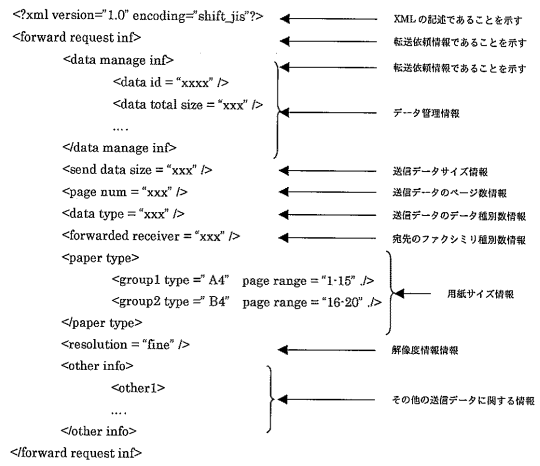 <?xml version="1.0" encoding="shift_jis"?> XMLの記述であることを示す
<forward request inf> 転送依頼情報であることを示す
<data manage inf> 転送依頼情報であることを示す
<data id = “xxxx” />
<data total size = “xxx” /> データ管理情報
....
</data manage inf>
<send data size = “xxx” /> 送信データサイズ情報
<page num = “xxx” /> 送信データのページ数情報
<data type = “xxx” /> 送信データのデータ種別数情報
<forwarded receiver = “xxx” /> 宛先のファクシミリ種別数情報
<paper type>
<group1 type =” A4” page range = “1-15” ./> 用紙サイズ情報
<group2 type =” B4” page range = “16-20” ./>
</paper type>
<resolution = “fine” /> 解像度情報情報
<other info>
<other1> その他の送信データに関する情報
....
</other info>
</forward request inf>